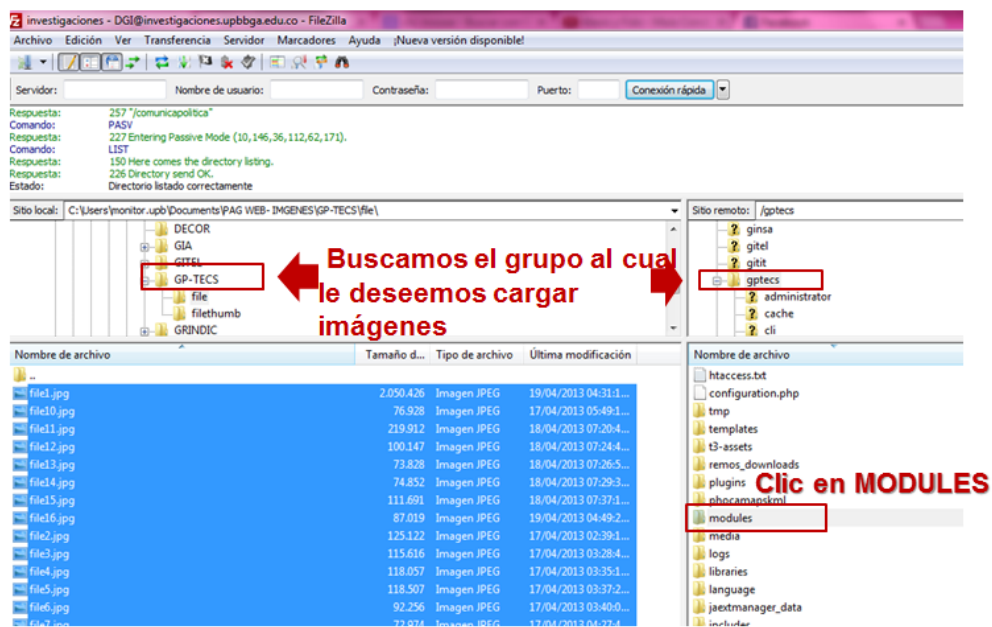 investigaciones - DGI@investigaciones.upbbga.edu.co - FileZilla
Archivo Edición Ver Transferencia Servidor Marcadores Ayuda ¡Nueva versión disponible!
Servidor: Nombre de usuario: Contraseña: Puerto: Conexión rápida
Respuesta: 257 "/comunicapolitica"
Comando: PASV
Respuesta: 227 Entering Passive Mode (10,146,36,112,62,171).
Comando: LIST
Respuesta: 150 Here comes the directory listing.
Respuesta: 226 Directory send OK.
Estado: Directorio listado correctamente
Sitio local: C:\Users\monitor.upb\Documents\PAG WEB- IMGENES\GP-TECS\file\
DECOR
GIA
GITEL
GP-TECS
file
filethumb
GRINDIC
Buscamos el grupo al cual
le deseemos cargar
imágenes
Sitio remoto: /gptecs
ginsa
gitel
gitit
gptecs
administrator
cache
cli
Nombre de archivo Tamaño d... Tipo de archivo Última modificación
..
file1.jpg 2.050.426 Imagen JPEG 19/04/2013 04:31:1...
file10.jpg 76.928 Imagen JPEG 17/04/2013 05:49:1...
file11.jpg 219.912 Imagen JPEG 18/04/2013 07:20:4...
file12.jpg 100.147 Imagen JPEG 18/04/2013 07:24:4...
file13.jpg 73.828 Imagen JPEG 18/04/2013 07:26:5...
file14.jpg 74.852 Imagen JPEG 18/04/2013 07:29:3...
file15.jpg 111.691 Imagen JPEG 18/04/2013 07:37:1...
file16.jpg 87.019 Imagen JPEG 19/04/2013 04:49:2...
file2.jpg 125.122 Imagen JPEG 17/04/2013 02:39:1...
file3.jpg 115.616 Imagen JPEG 17/04/2013 03:28:4...
file4.jpg 118.057 Imagen JPEG 17/04/2013 03:35:1...
file5.jpg 118.507 Imagen JPEG 17/04/2013 03:37:2...
file6.jpg 92.256 Imagen JPEG 17/04/2013 03:40:0...
file7.jpg 72.974 Imagen JPEG 17/04/2013 04:27:4...
Nombre de archivo
htaccess.txt
configuration.php
tmp
templates
t3-assets
remos_downloads
plugins
Clic en MODULES
phocamapskml
modules
media
logs
libraries
language
jaextmanager_data
includes